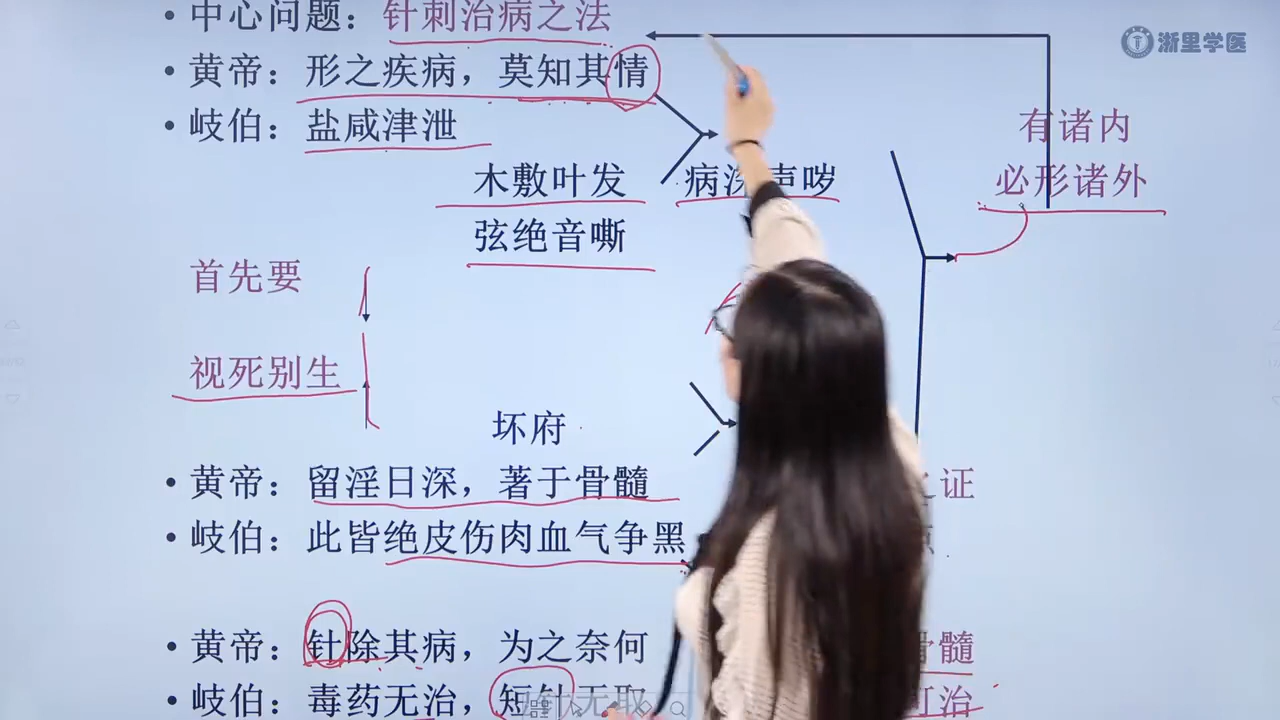 中心问题：针刺治病之法
浙里学医
黄帝：形之疾病，莫知其情
岐伯：盐咸津泄
有诸内
必形诸外
木敷叶发
病深声哕
弦绝音嘶
首先要
视死别生
坏府
黄帝：留淫日深，著于骨髓
之证
岐伯：此皆绝皮伤肉血气争黑
黄帝：针除其病，为之奈何
骨髓
岐伯：毒药无治，短针无取
可治